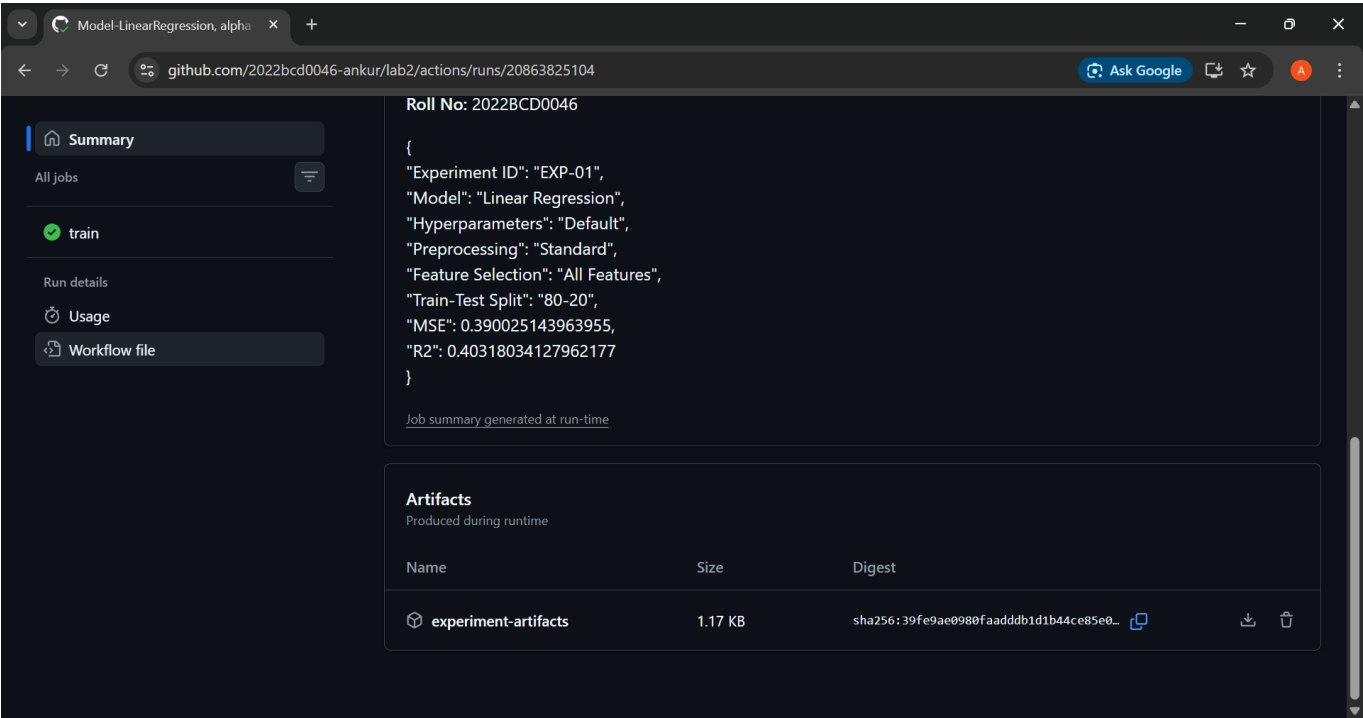 Model-LinearRegression, alpha
github.com/2022bcd0046-ankur/lab2/actions/runs/20863825104
Ask Google
A
Summary
All jobs
train
Run details
Usage
Workflow file
Roll No: 2022BCD0046
{
"Experiment ID": "EXP-01",
"Model": "Linear Regression",
"Hyperparameters": "Default",
"Preprocessing": "Standard",
"Feature Selection": "All Features",
"Train-Test Split": "80-20",
"MSE": 0.390025143963955,
"R2": 0.40318034127962177
}
Job summary generated at run-time
Artifacts
Produced during runtime
Name Size Digest
experiment-artifacts 1.17 KB sha256:39fe9ae0980faadddb1d1b44ce85e0…